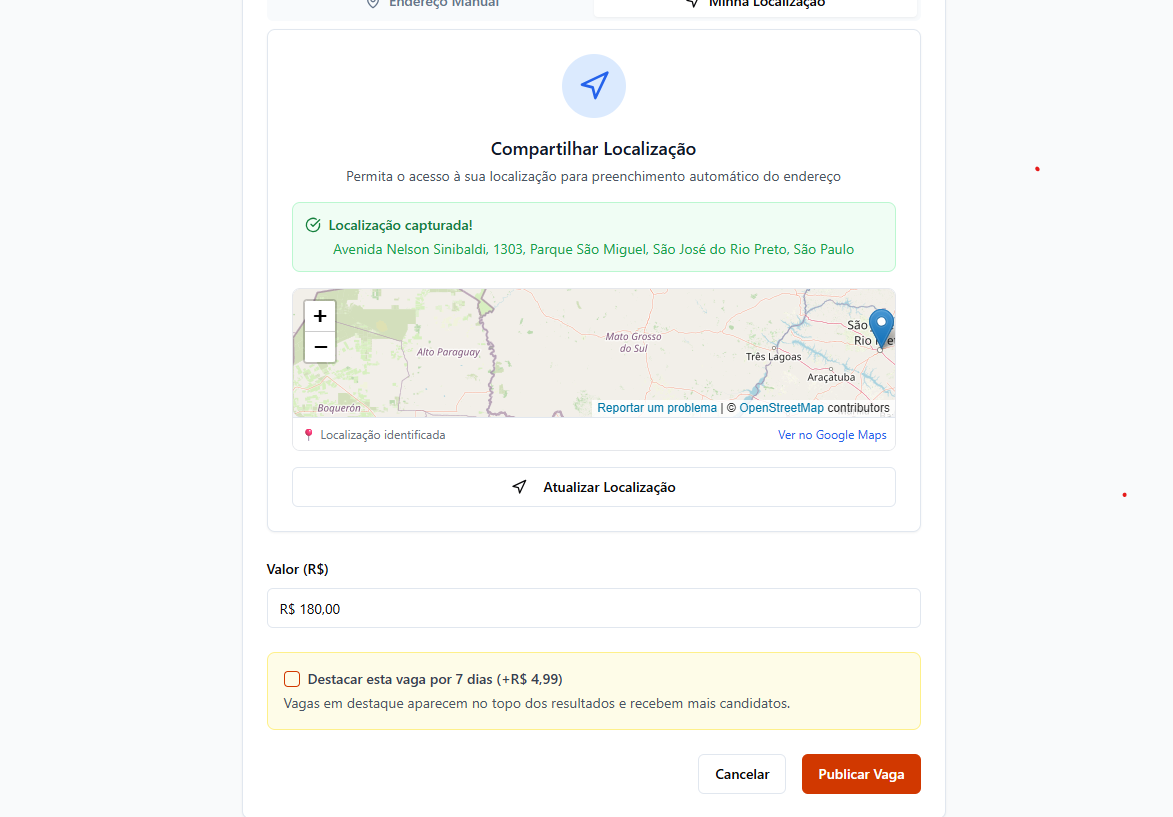 Endereço Manual
Minha Localização
Compartilhar Localização
Permita o acesso à sua localização para preenchimento automático do endereço
Localização capturada!
Avenida Nelson Sinibaldi, 1303, Parque São Miguel, São José do Rio Preto, São Paulo
+
−
Alto Paraguay
Mato Grosso
do Sul
São
Rio
Três Lagoas
Araçatuba
Boquerón
Reportar um problema | © OpenStreetMap contributors
Localização identificada
Ver no Google Maps
Atualizar Localização
Valor (R$)
R$ 180,00
Destacar esta vaga por 7 dias (+R$ 4,99)
Vagas em destaque aparecem no topo dos resultados e recebem mais candidatos.
Cancelar
Publicar Vaga